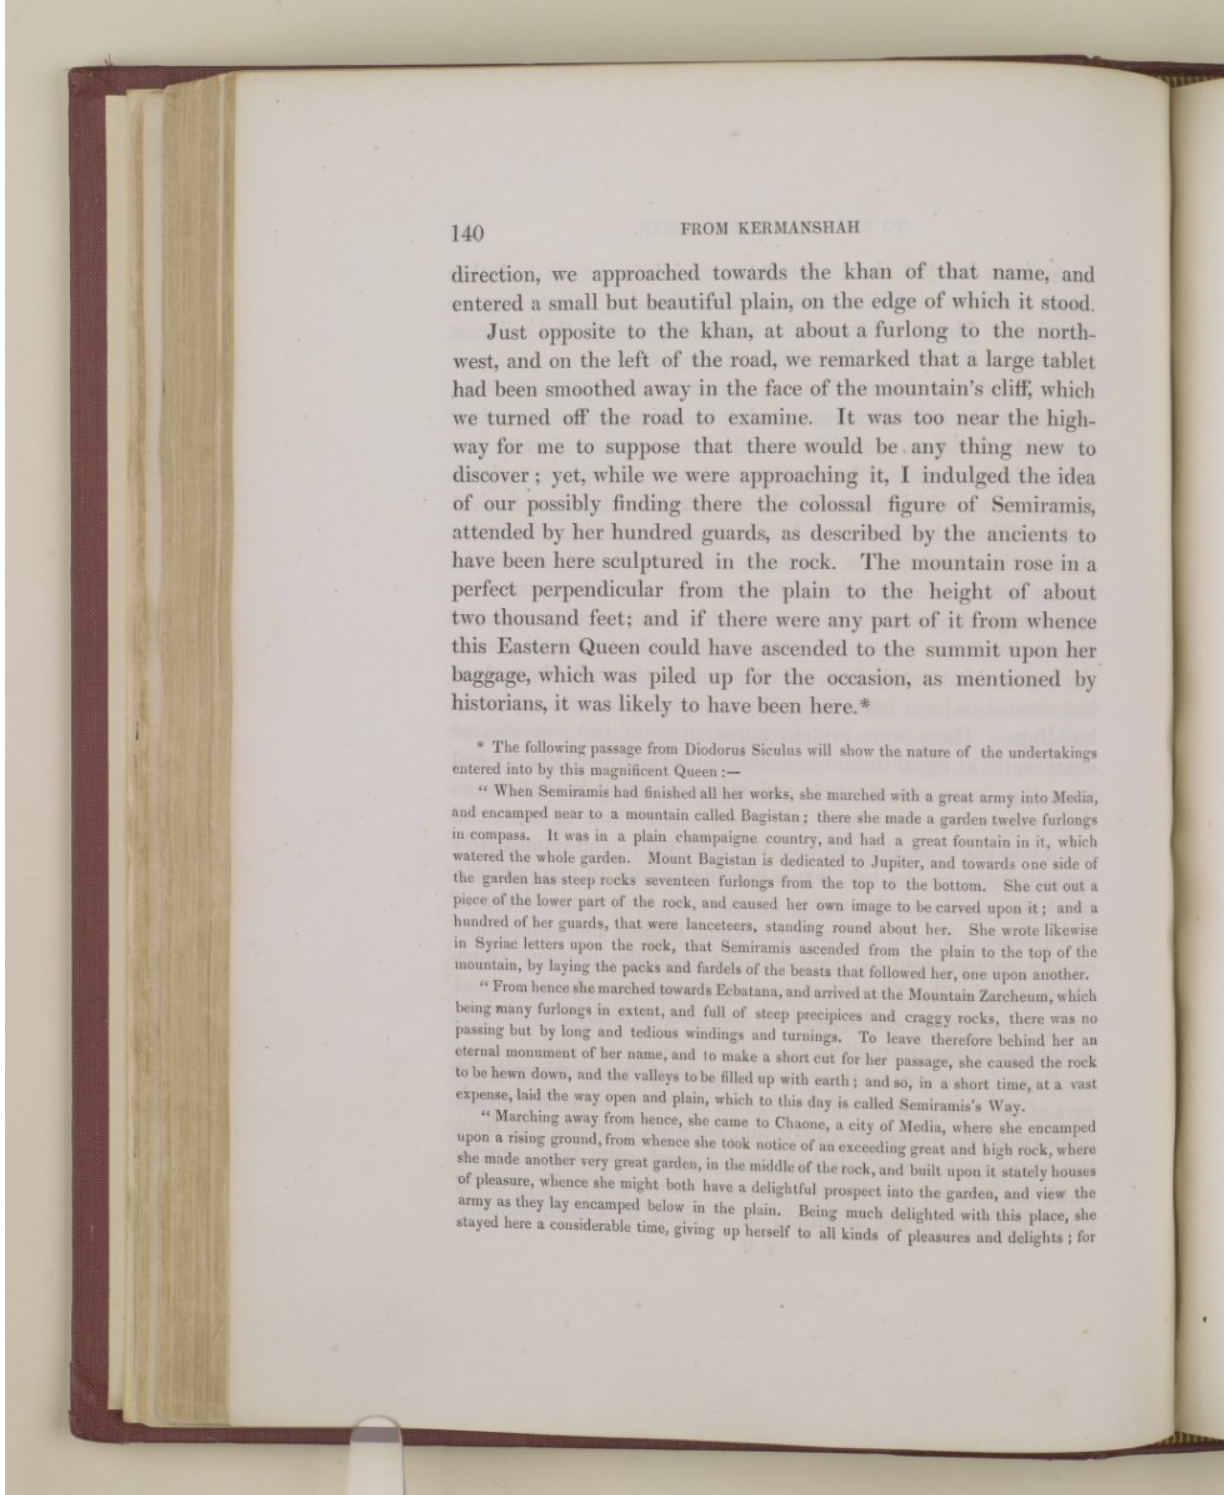 140
FROM KERMANSHAH
direction, we approached towards the khan of that name, and
entered a small but beautiful plain, on the edge of which it stood.
Just opposite to the khan, at about a furlong to the north-
west, and on the left of the road, we remarked that a large tablet
had been smoothed away in the face of the mountain's cliff, which
we turned off the road to examine. It was too near the high-
way for me to suppose that there would be any thing new to
discover; yet, while we were approaching it, I indulged the idea
of our possibly finding there the colossal figure of Semiramis,
attended by her hundred guards, as described by the ancients to
have been here sculptured in the rock. The mountain rose in a
perfect perpendicular from the plain to the height of about
two thousand feet; and if there were any part of it from whence
this Eastern Queen could have ascended to the summit upon her
baggage, which was piled up for the occasion, as mentioned by
historians, it was likely to have been here.*
* The following passage from Diodorus Siculus will show the nature of the undertakings
entered into by this magnificent Queen:—
"When Semiramis had finished all her works, she marched with a great army into Media,
and encamped near to a mountain called Bagistan; there she made a garden twelve furlongs
in compass. It was in a plain champaigne country, and had a great fountain in it, which
watered the whole garden. Mount Bagistan is dedicated to Jupiter, and towards one side of
the garden has steep rocks seventeen furlongs from the top to the bottom. She cut out a
piece of the lower part of the rock, and caused her own image to be carved upon it; and a
hundred of her guards, that were lanceteers, standing round about her. She wrote likewise
in Syriac letters upon the rock, that Semiramis ascended from the plain to the top of the
mountain, by laying the packs and fardels of the beasts that followed her, one upon another.
"From hence she marched towards Ecbatana, and arrived at the Mountain Zarcheum, which
being many furlongs in extent, and full of steep precipices and craggy rocks, there was no
passing but by long and tedious windings and turnings. To leave therefore behind her an
eternal monument of her name, and to make a short cut for her passage, she caused the rock
to be hewn down, and the valleys to be filled up with earth; and so, in a short time, at a vast
expense, laid the way open and plain, which to this day is called Semiramis's Way.
"Marching away from hence, she came to Chaone, a city of Media, where she encamped
upon a rising ground, from whence she took notice of an exceeding great and high rock, where
she made another very great garden, in the middle of the rock, and built upon it stately houses
of pleasure, whence she might both have a delightful prospect into the garden, and view the
army as they lay encamped below in the plain. Being much delighted with this place, she
stayed here a considerable time, giving up herself to all kinds of pleasures and delights; for